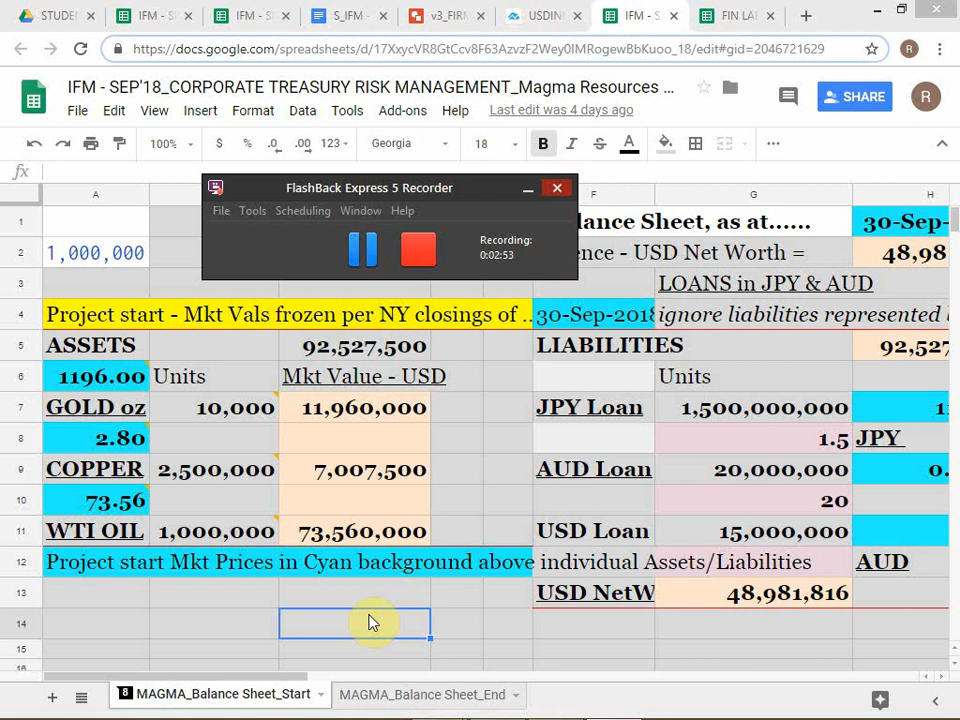 STUDEN
IFM - S
IFM - S
S_IFM -
v3_FIRM
USDINR
IFM - S
FIN LAB
https://docs.google.com/spreadsheets/d/17XxycVR8GtCcv8F63AzvzF2Wey0IMRogewBbKuoo_18/edit#gid=2046721629
R
IFM - SEP'18_CORPORATE TREASURY RISK MANAGEMENT_Magma Resources ...
File Edit View Insert Format Data Tools Add-ons Help Last edit was 4 days ago
SHARE
R
100% $ % .0 .00 123 Georgia 18 B I S A
fx
FlashBack Express 5 Recorder
File Tools Scheduling Window Help
Recording:
0:02:53
A F G H
1 alance Sheet, as at...... 30-Sep-
2 1,000,000 ence - USD Net Worth = 48,98
3 LOANS in JPY & AUD
4 Project start - Mkt Vals frozen per NY closings of .. 30-Sep-2018 ignore liabilities represented
5 ASSETS 92,527,500 LIABILITIES 92,527
6 1196.00 Units Mkt Value - USD Units
7 GOLD oz 10,000 11,960,000 JPY Loan 1,500,000,000 11
8 2.80 1.5 JPY
9 COPPER 2,500,000 7,007,500 AUD Loan 20,000,000 0.
10 73.56 20
11 WTI OIL 1,000,000 73,560,000 USD Loan 15,000,000
12 Project start Mkt Prices in Cyan background above individual Assets/Liabilities AUD
13 USD NetW 48,981,816
14
15
16
8 MAGMA_Balance Sheet_Start MAGMA_Balance Sheet_End